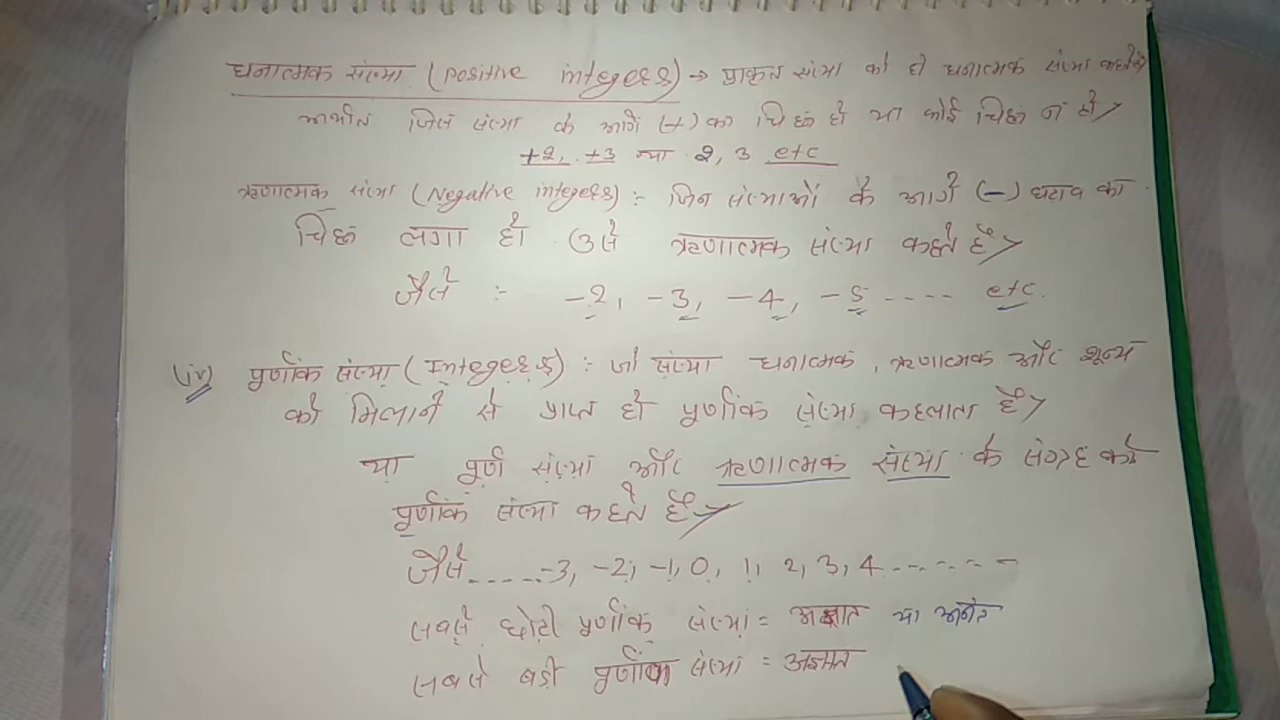 धनात्मक संख्या (Positive integers) → प्राकृत संख्या को ही धनात्मक संख्या कहते हैं
अर्थात जिस संख्या के आगे (+) का चिह्न हो या कोई चिह्न न हो
+2, +3 या 2, 3 etc
ऋणात्मक संख्या (Negative integers) :- जिन संख्याओं के आगे (-) घटाव का
चिह्न लगा हो उसे ऋणात्मक संख्या कहते हैं
जैसे :- -2, -3, -4, -5 ---- etc.
(iv) पूर्णांक संख्या (Integers) :- जो संख्या धनात्मक, ऋणात्मक और शून्य
को मिलाने से प्राप्त हो पूर्णांक संख्या कहलाता है
या पूर्ण संख्या और ऋणात्मक संख्या के संग्रह को
पूर्णांक संख्या कहते हैं
जैसे -----3, -2, -1, 0, 1, 2, 3, 4 -------
सबसे छोटी पूर्णांक संख्या = अज्ञात या अनंत
सबसे बड़ी पूर्णांक संख्या = अज्ञात